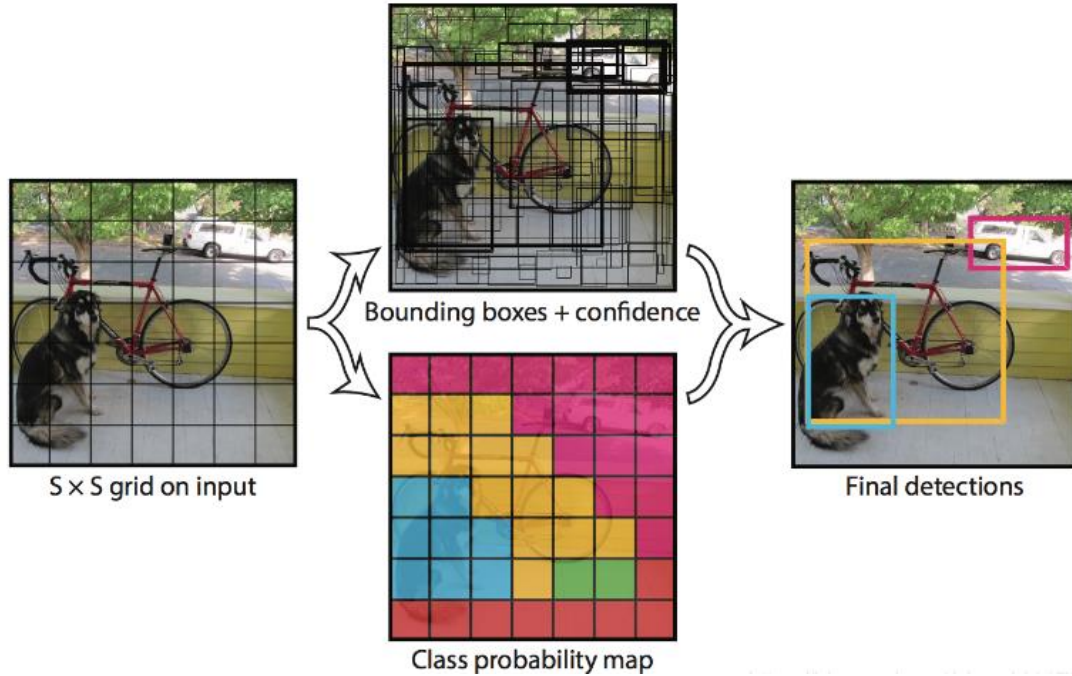 Bounding boxes + confidence
S × S grid on input
Final detections
Class probability map